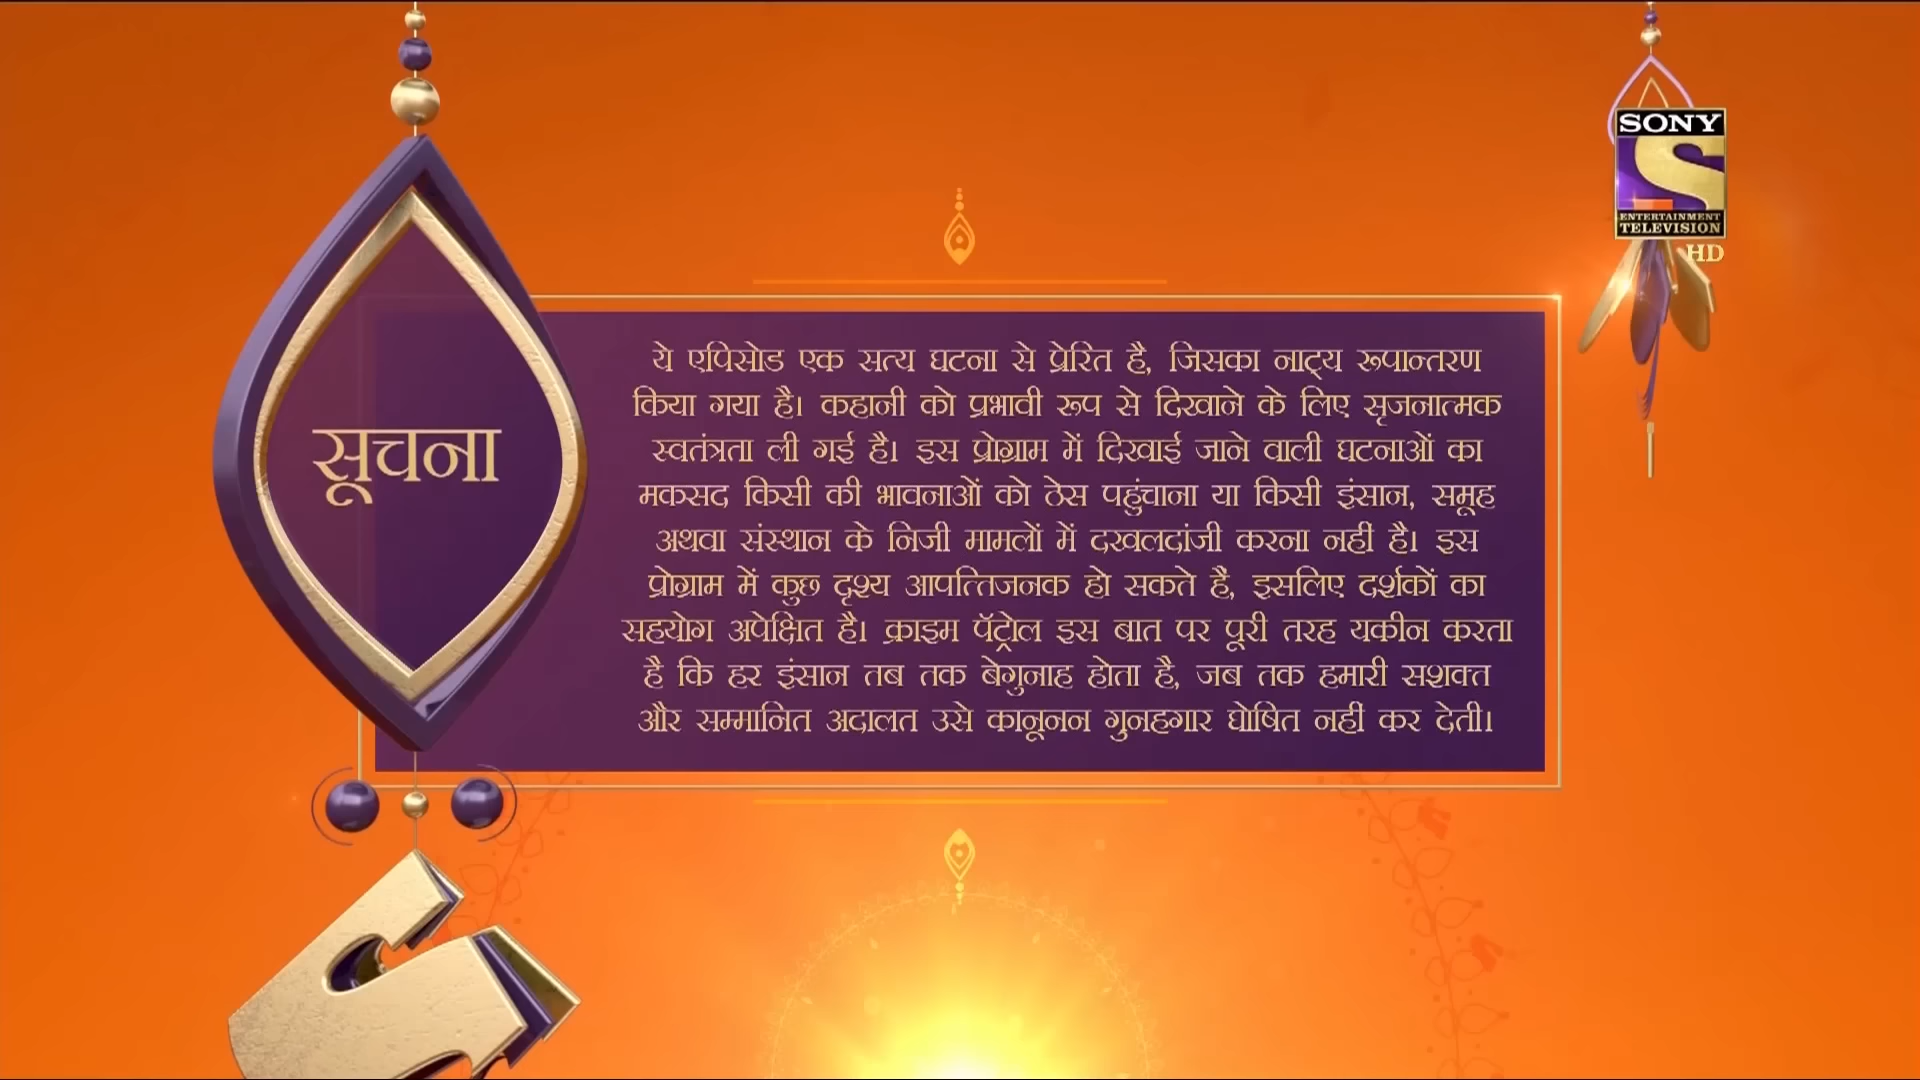 SONY
ENTERTAINMENT
TELEVISION
HD
सूचना
ये एपिसोड एक सत्य घटना से प्रेरित है, जिसका नाट्य रूपान्तरण
किया गया है। कहानी को प्रभावी रूप से दिखाने के लिए सृजनात्मक
स्वतंत्रता ली गई है। इस प्रोग्राम में दिखाई जाने वाली घटनाओं का
मकसद किसी की भावनाओं को ठेस पहुंचाना या किसी इंसान, समूह
अथवा संस्थान के निजी मामलों में दखलदांजी करना नहीं है। इस
प्रोग्राम में कुछ दृश्य आपत्तिजनक हो सकते हैं, इसलिए दर्शकों का
सहयोग अपेक्षित है। क्राइम पॅट्रोल इस बात पर पूरी तरह यकीन करता
है कि हर इंसान तब तक बेगुनाह होता है, जब तक हमारी सशक्त
और सम्मानित अदालत उसे कानूनन गुनहगार घोषित नहीं कर देती।